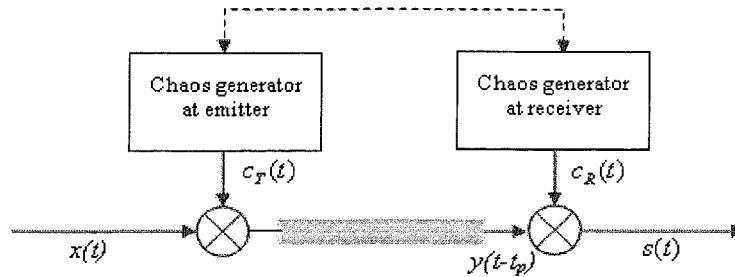 Chaos generator
at emitter
Chaos generator
at receiver
c_T(t)
c_R(t)
x(t)
y(t-t_p)
s(t)